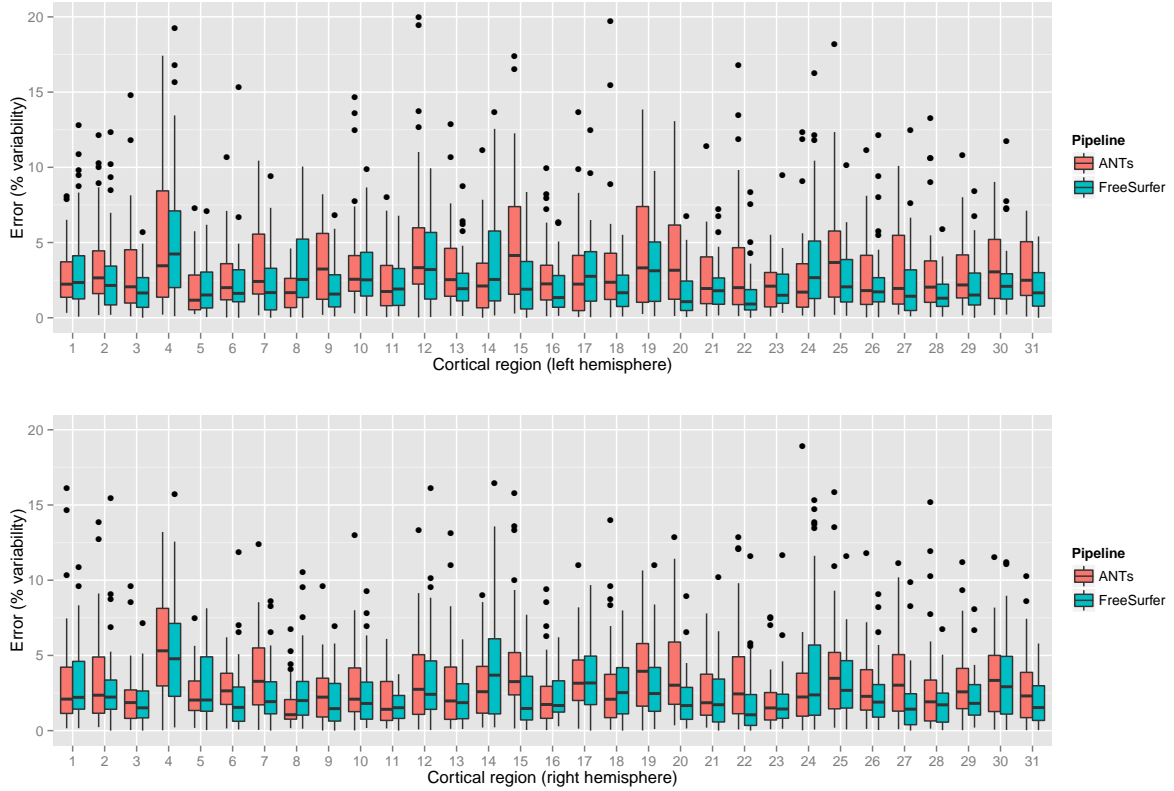 20
15
10
5
0
Error (% variability)
1 2 3 4 5 6 7 8 9 10 11 12 13 14 15 16 17 18 19 20 21 22 23 24 25 26 27 28 29 30 31
Cortical region (left hemisphere)
Pipeline
ANTs
FreeSurfer
20
15
10
5
0
Error (% variability)
1 2 3 4 5 6 7 8 9 10 11 12 13 14 15 16 17 18 19 20 21 22 23 24 25 26 27 28 29 30 31
Cortical region (right hemisphere)
Pipeline
ANTs
FreeSurfer